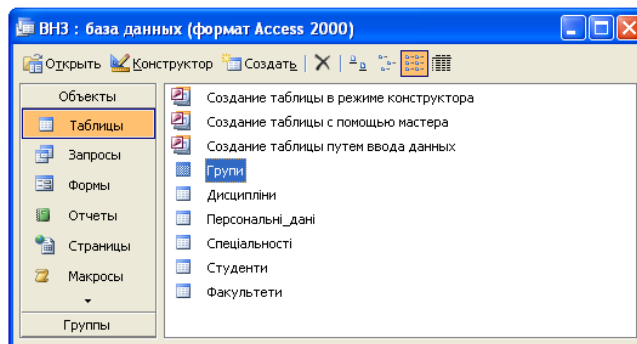 ВНЗ : база данных (формат Access 2000)
Открыть Конструктор Создать
Объекты
Таблицы
Запросы
Формы
Отчеты
Страницы
Макросы
Группы
Создание таблицы в режиме конструктора
Создание таблицы с помощью мастера
Создание таблицы путем ввода данных
Групи
Дисципліни
Персональні_дані
Спеціальності
Студенти
Факультети